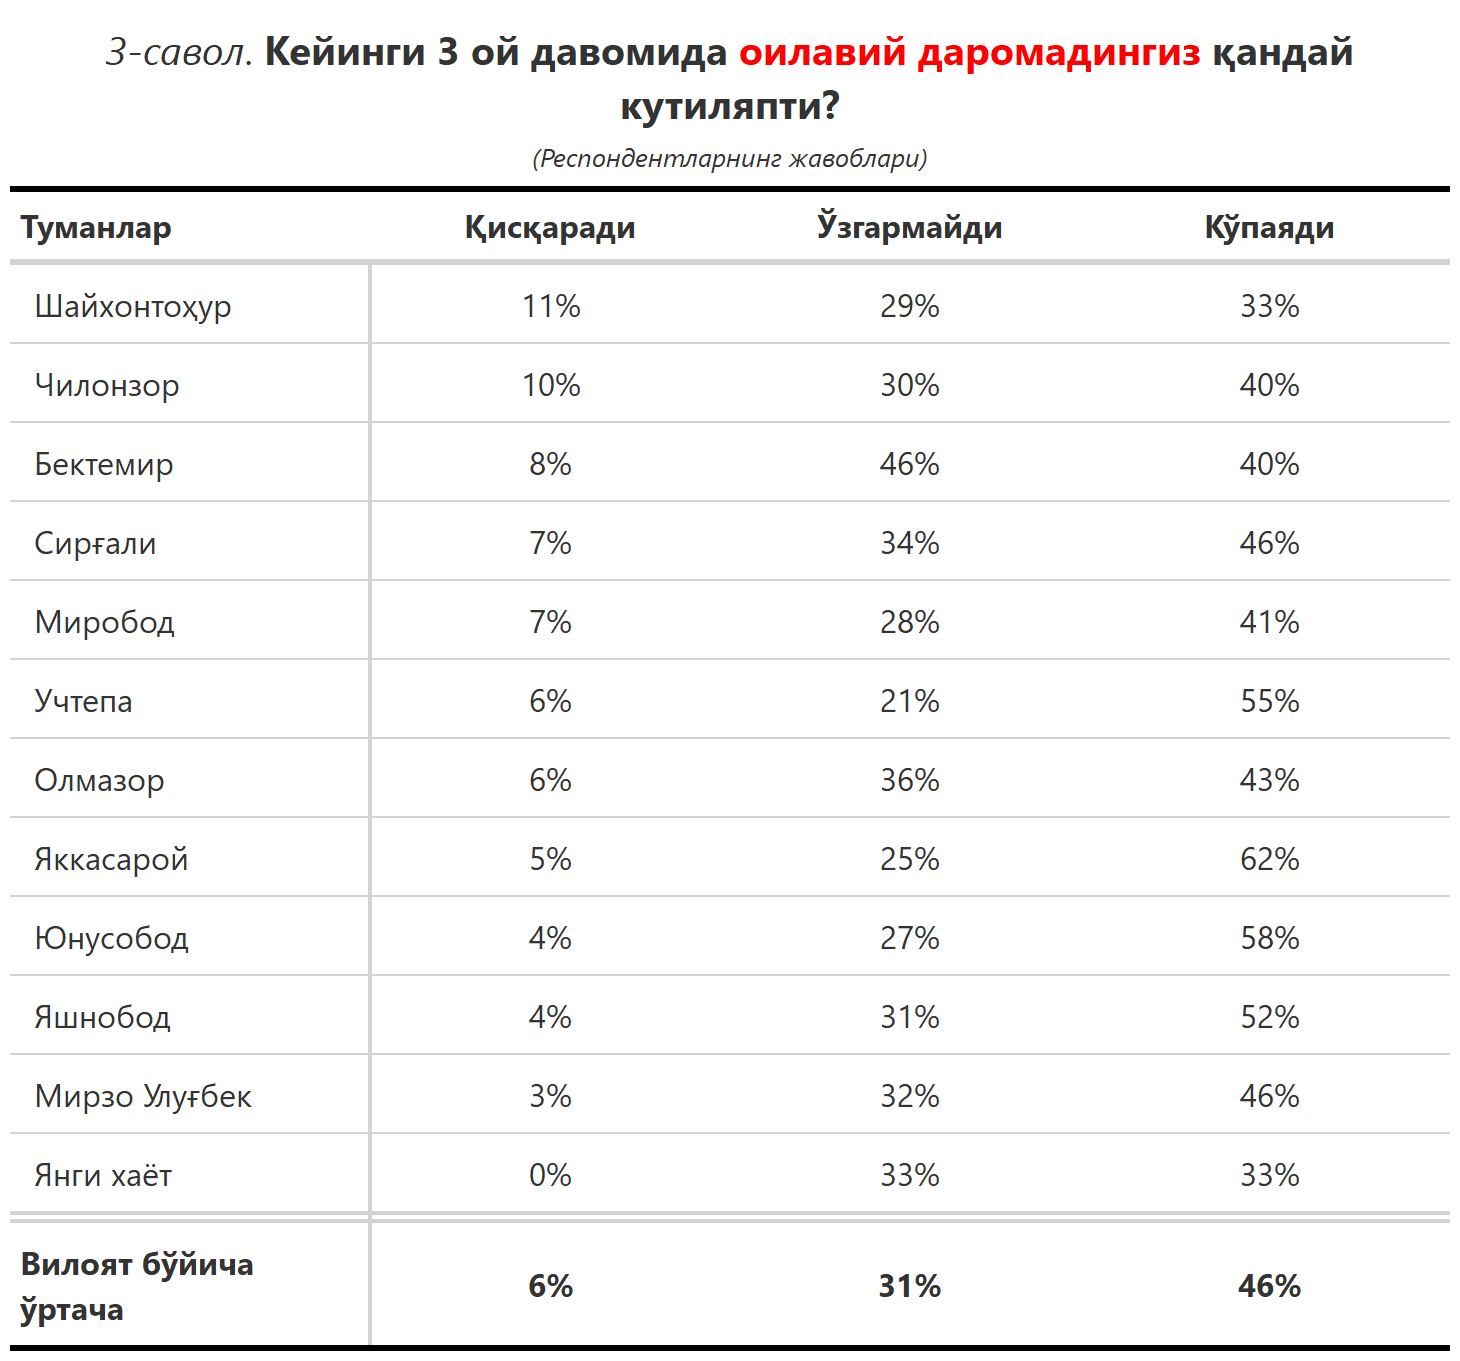 3-савол. Кейинги 3 ой давомида оилавий даромадингиз қандай
кутиляпти?
(Респондентларнинг жавоблари)
Туманлар Қисқаради Ўзгармайди Кўпаяди
Шайхонтоҳур 11% 29% 33%
Чилонзор 10% 30% 40%
Бектемир 8% 46% 40%
Сирғали 7% 34% 46%
Миробод 7% 28% 41%
Учтепа 6% 21% 55%
Олмазор 6% 36% 43%
Яккасарой 5% 25% 62%
Юнусобод 4% 27% 58%
Яшнобод 4% 31% 52%
Мирзо Улуғбек 3% 32% 46%
Янги хаёт 0% 33% 33%
Вилоят бўйича
ўртача 6% 31% 46%